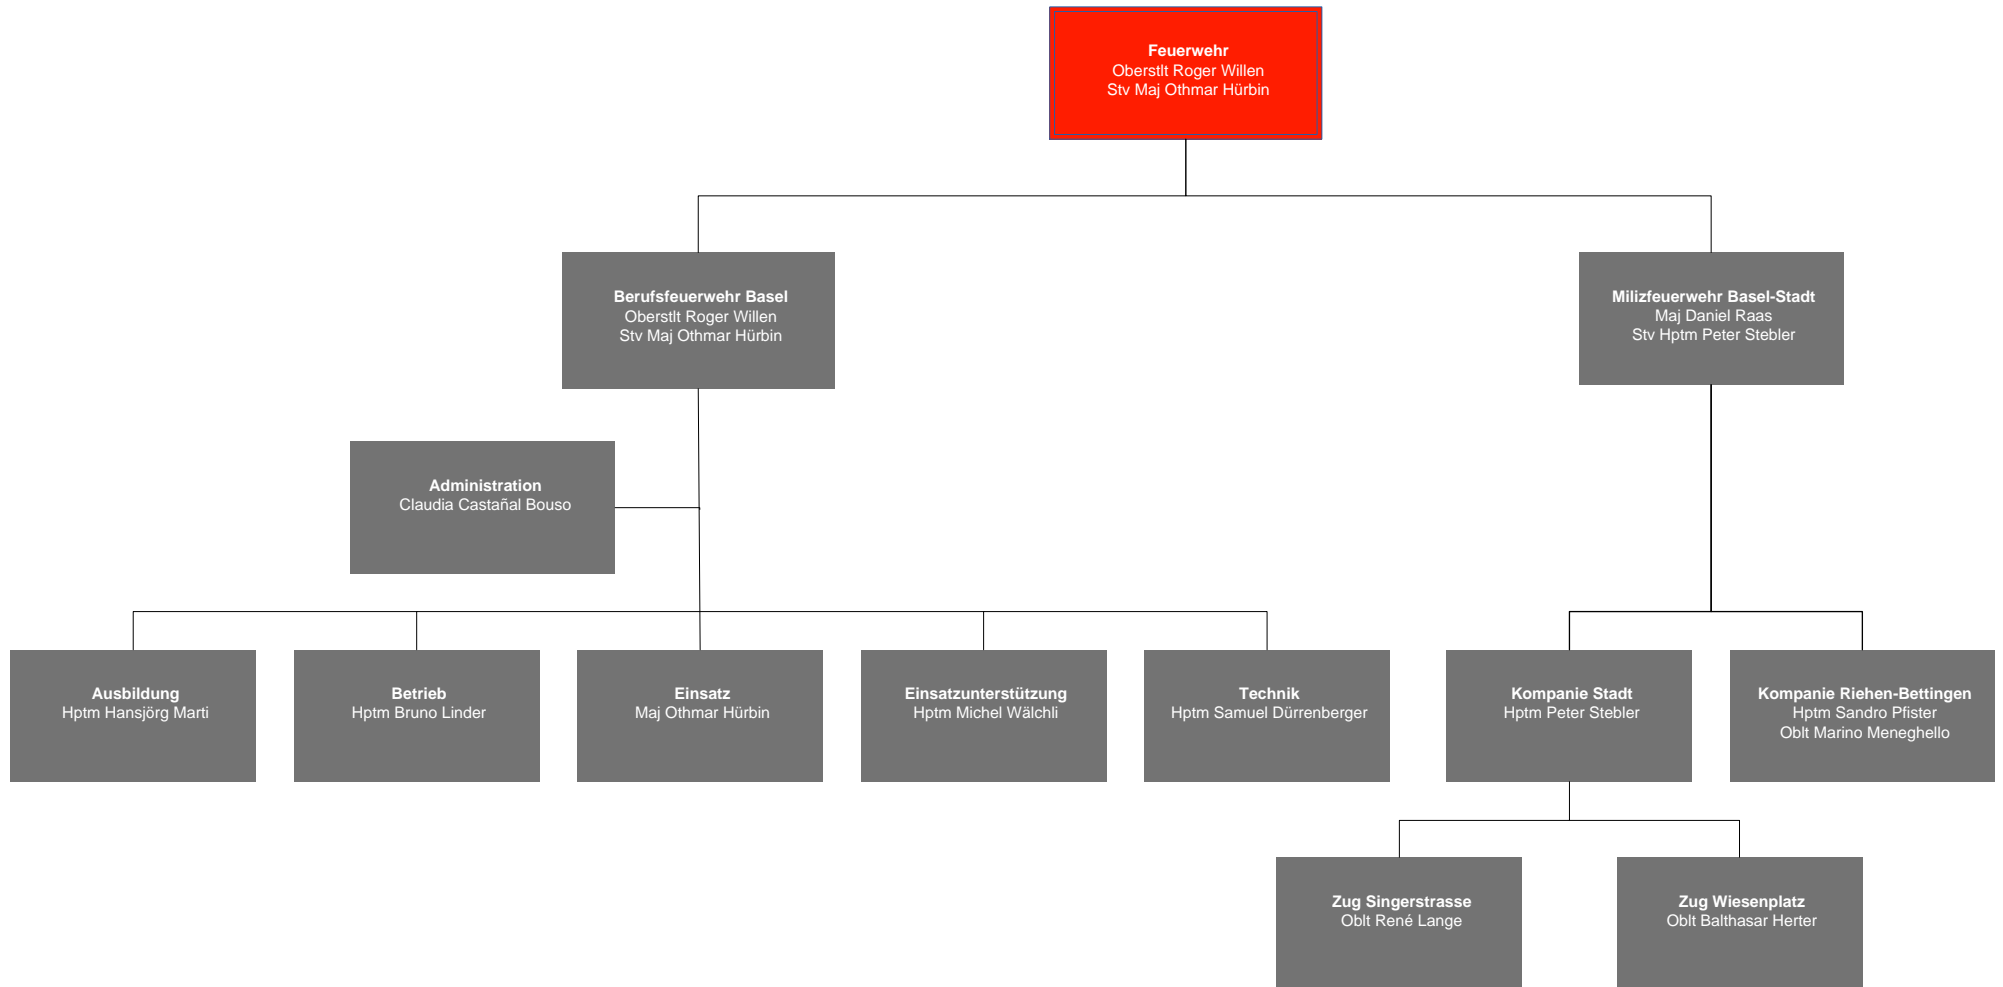 Feuerwehr
Oberstlt Roger Willen
Stv Maj Othmar Hürbin
Berufsfeuerwehr Basel
Oberstlt Roger Willen
Stv Maj Othmar Hürbin
Milizfeuerwehr Basel-Stadt
Maj Daniel Raas
Stv Hptm Peter Stebler
Administration
Claudia Castañal Bouso
Ausbildung
Hptm Hansjörg Marti
Betrieb
Hptm Bruno Linder
Einsatz
Maj Othmar Hürbin
Einsatzunterstützung
Hptm Michel Wälchli
Technik
Hptm Samuel Dürrenberger
Kompanie Stadt
Hptm Peter Stebler
Kompanie Riehen-Bettingen
Hptm Sandro Pfister
Oblt Marino Meneghello
Zug Singerstrasse
Oblt René Lange
Zug Wiesenplatz
Oblt Balthasar Herter